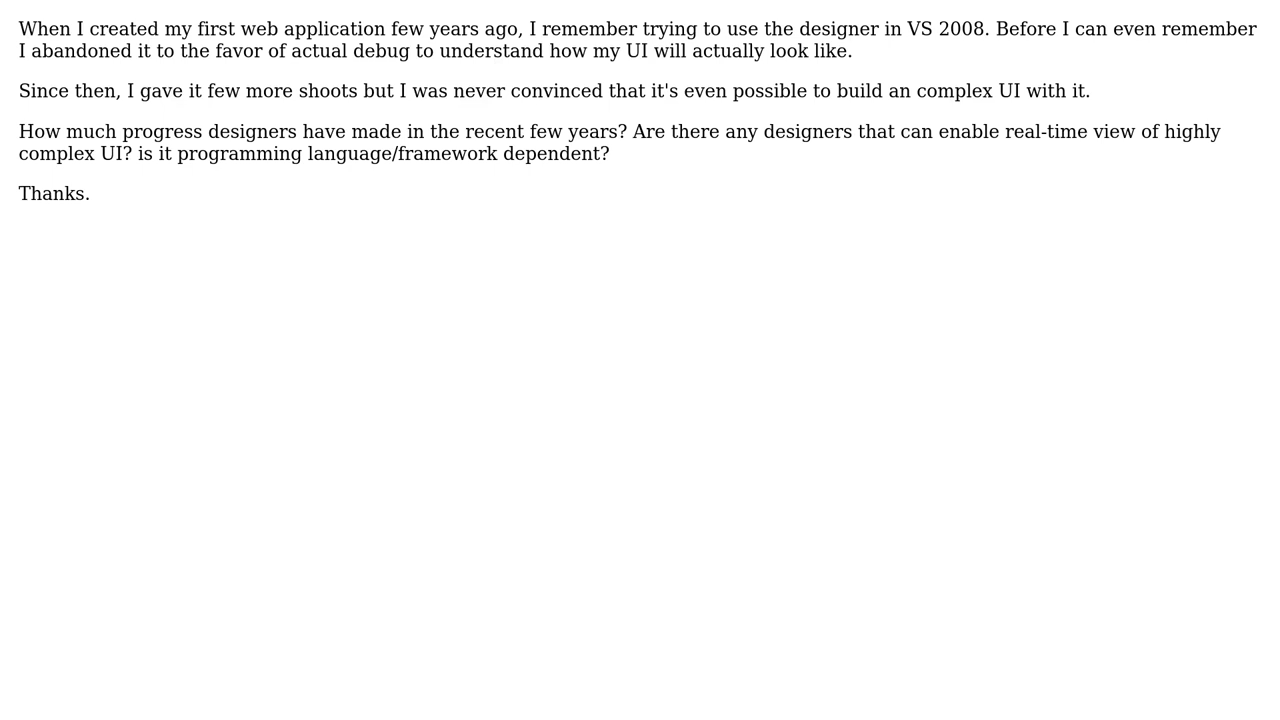 When I created my first web application few years ago, I remember trying to use the designer in VS 2008. Before I can even remember
I abandoned it to the favor of actual debug to understand how my UI will actually look like.
Since then, I gave it few more shoots but I was never convinced that it's even possible to build an complex UI with it.
How much progress designers have made in the recent few years? Are there any designers that can enable real-time view of highly
complex UI? is it programming language/framework dependent?
Thanks.